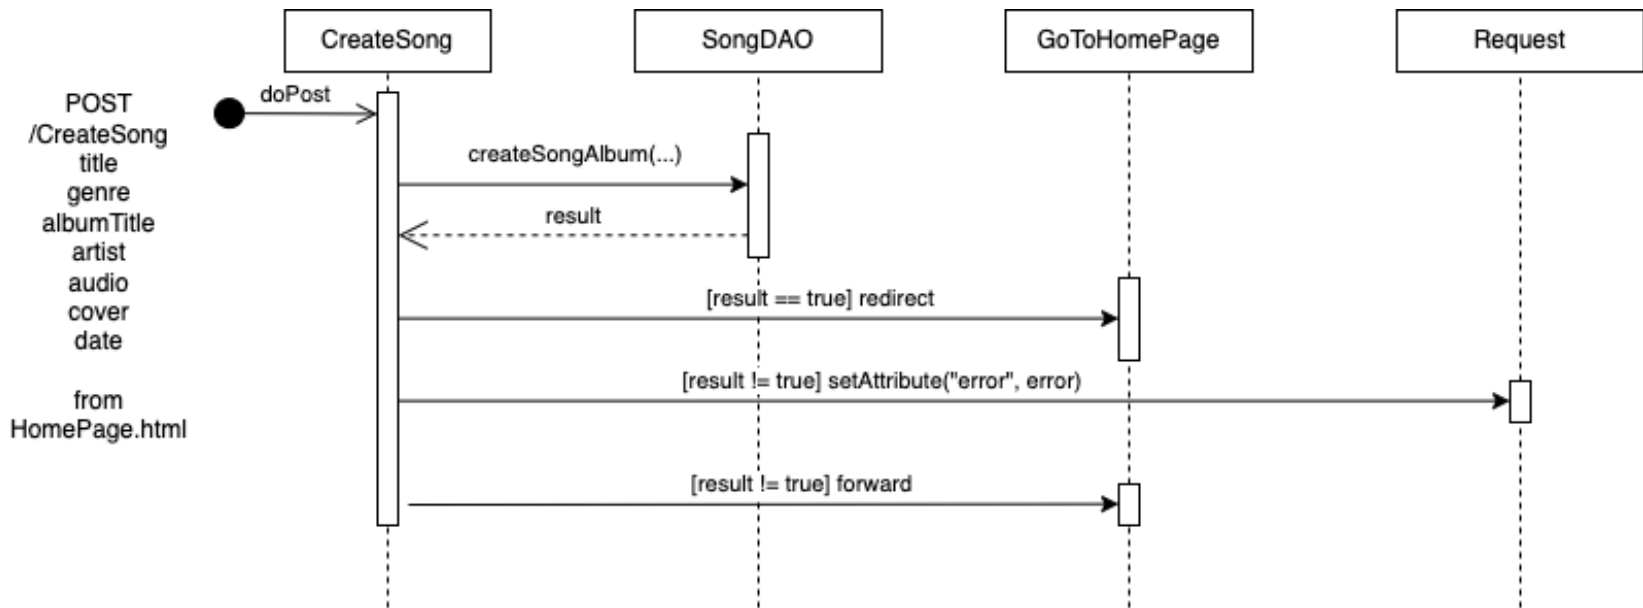 CreateSong
SongDAO
GoToHomePage
Request
POST
/CreateSong
title
genre
albumTitle
artist
audio
cover
date
from
HomePage.html
doPost
createSongAlbum(...)
result
[result == true] redirect
[result != true] setAttribute("error", error)
[result != true] forward